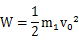 W = 1/2 m₁v₀²